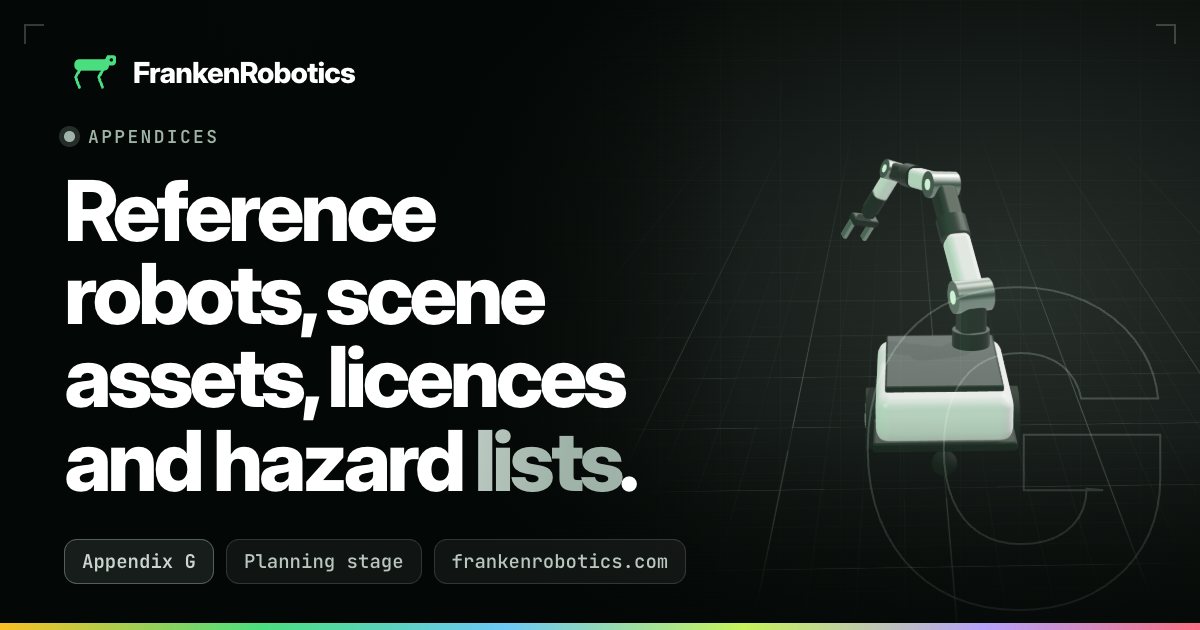 FrankenRobotics
APPENDICES
Reference
robots, scene
assets, licences
and hazard lists.
Appendix G
Planning stage
frankenrobotics.com
G